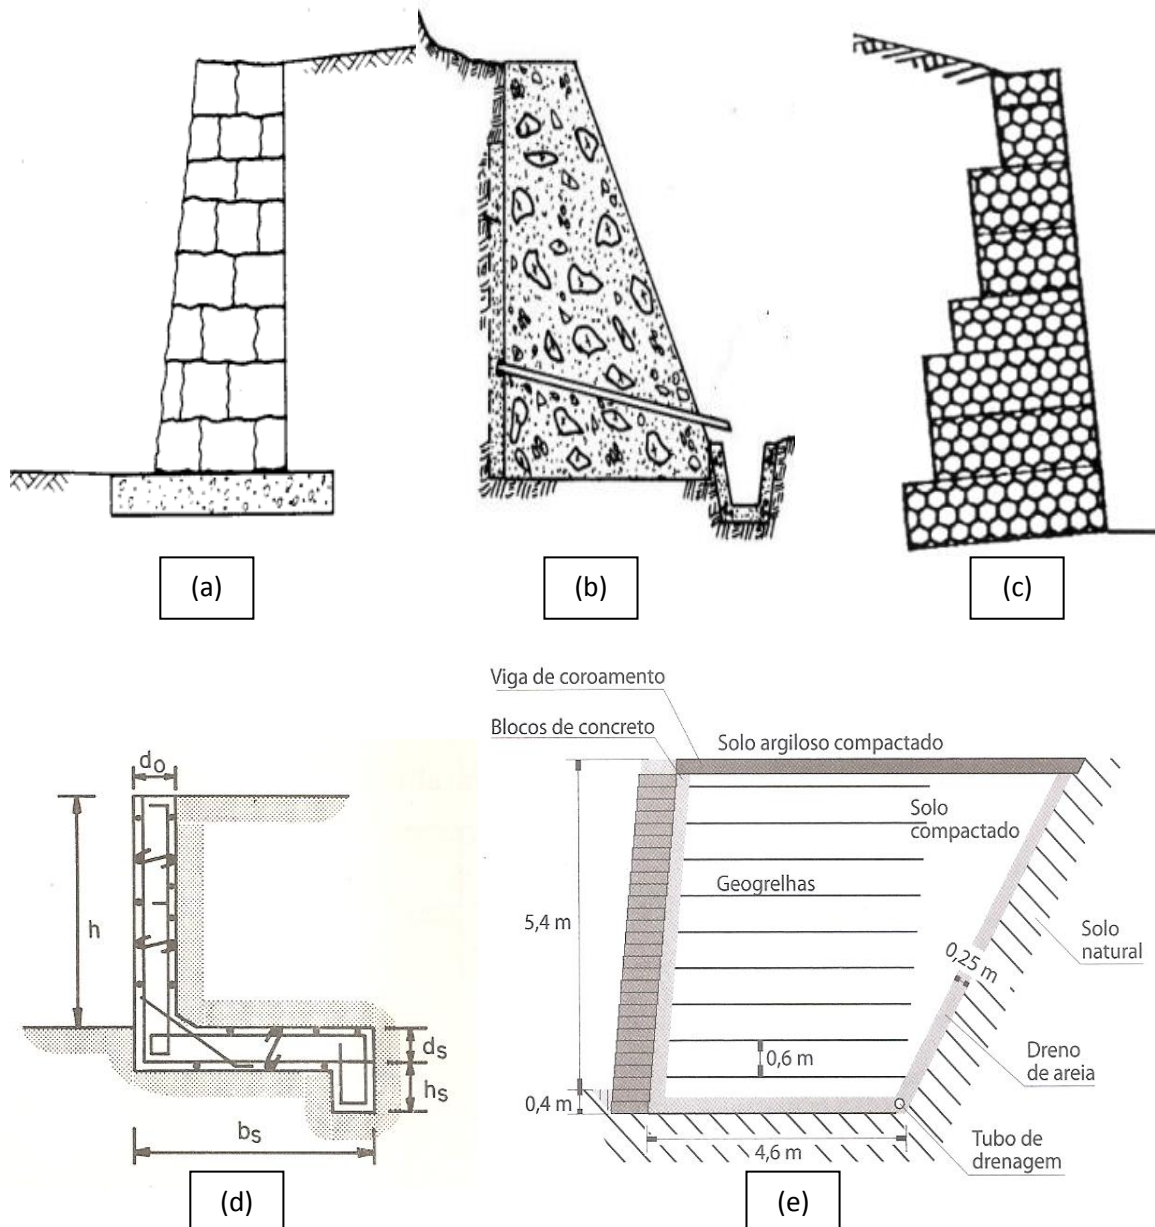 (a)
(b)
(c)
d₀
h
dₛ
hₛ
bₛ
(d)
Viga de coroamento
Blocos de concreto
Solo argiloso compactado
Solo
compactado
Geogrelhas
5,4 m
0,25 m
Solo
natural
0,6 m
Dreno
de areia
0,4 m
4,6 m
Tubo de
drenagem
(e)